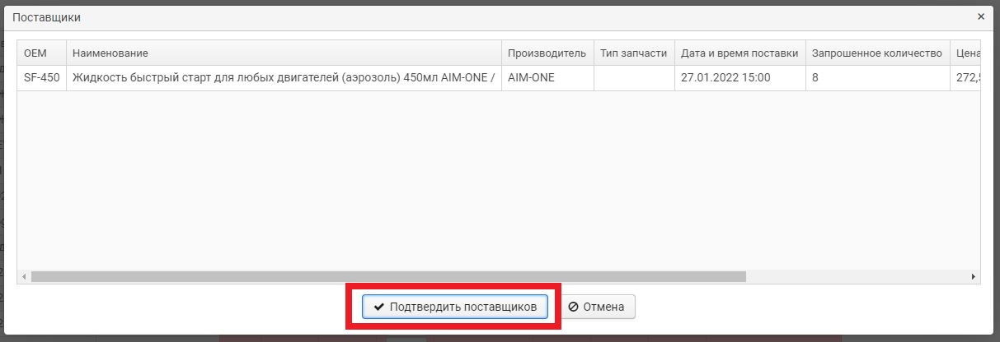 Поставщики
OEM Наименование Производитель Тип запчасти Дата и время поставки Запрошенное количество Цена
SF-450 Жидкость быстрый старт для любых двигателей (аэрозоль) 450мл AIM-ONE / AIM-ONE 27.01.2022 15:00 8 272,5
Подтвердить поставщиков Отмена